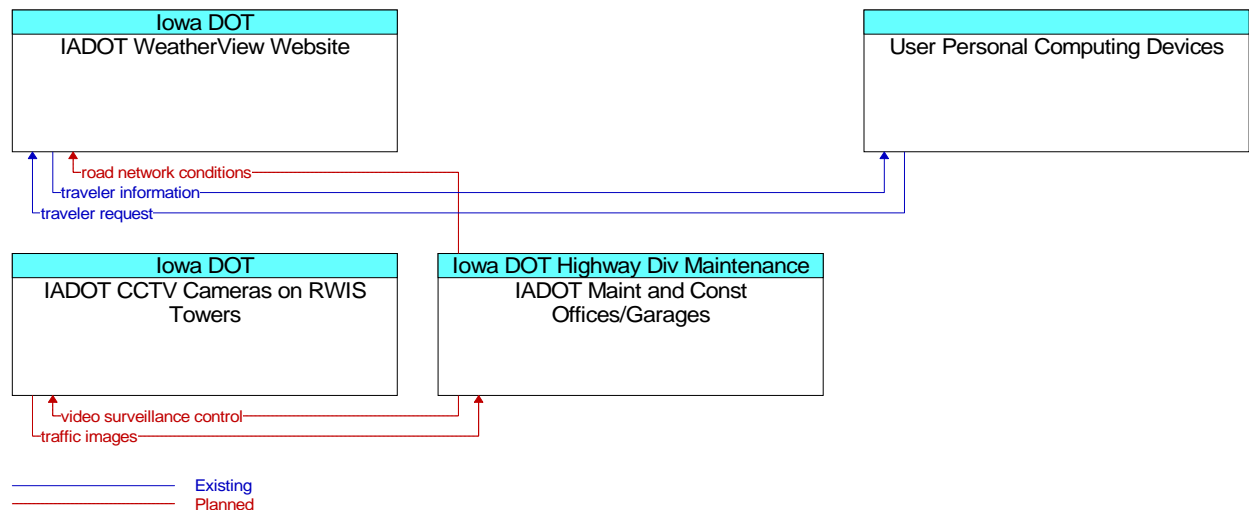 Iowa DOT
IADOT WeatherView Website
User Personal Computing Devices
road network conditions
traveler information
traveler request
Iowa DOT
IADOT CCTV Cameras on RWIS
Towers
Iowa DOT Highway Div Maintenance
IADOT Maint and Const
Offices/Garages
video surveillance control
traffic images
Existing
Planned